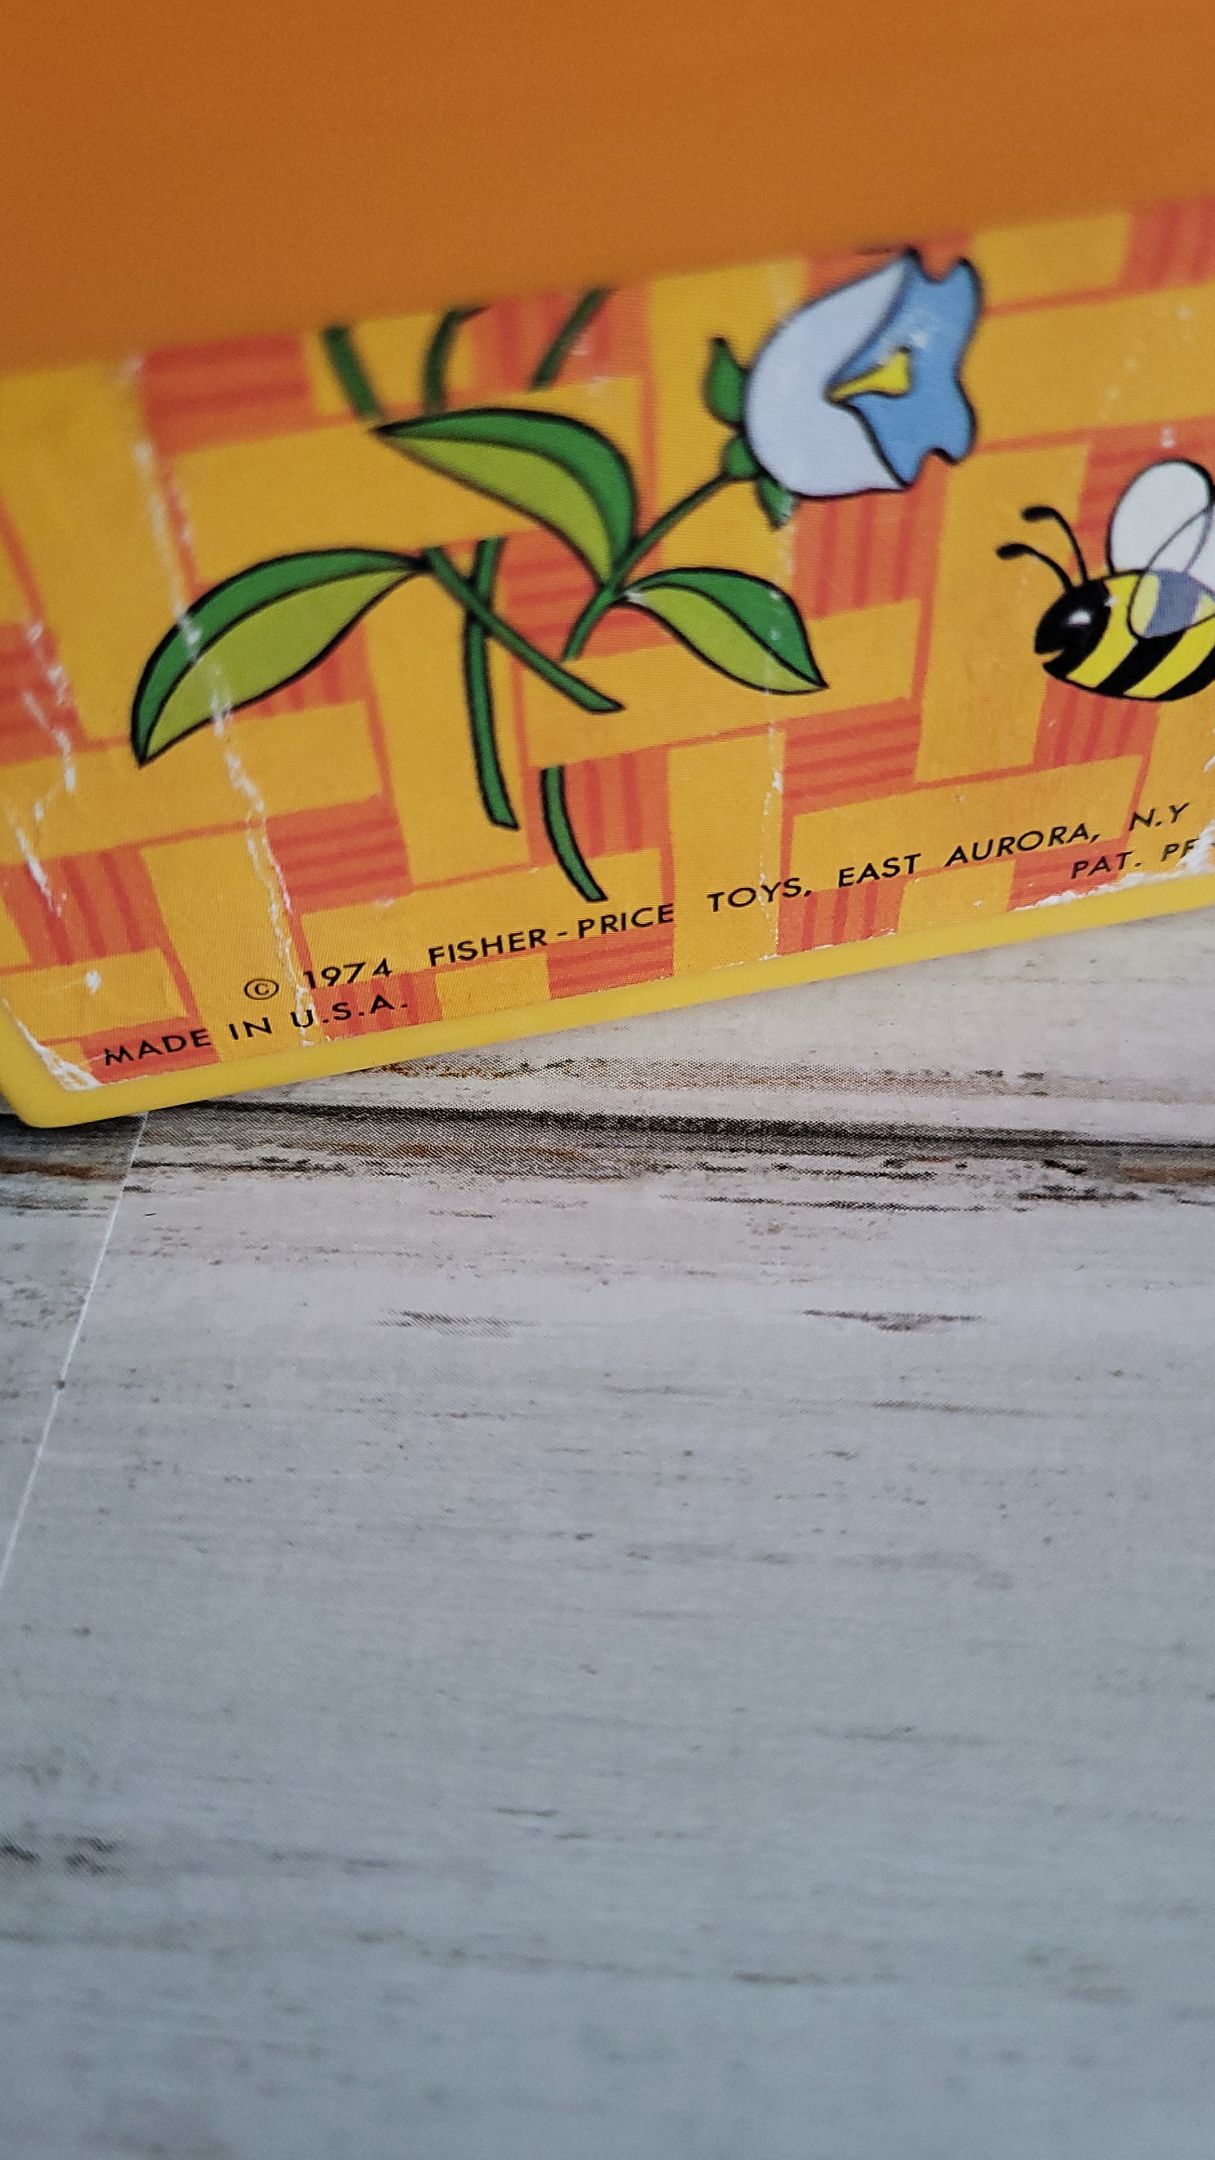 © 1974 FISHER-PRICE TOYS, EAST AURORA, N.Y
MADE IN U.S.A. PAT.